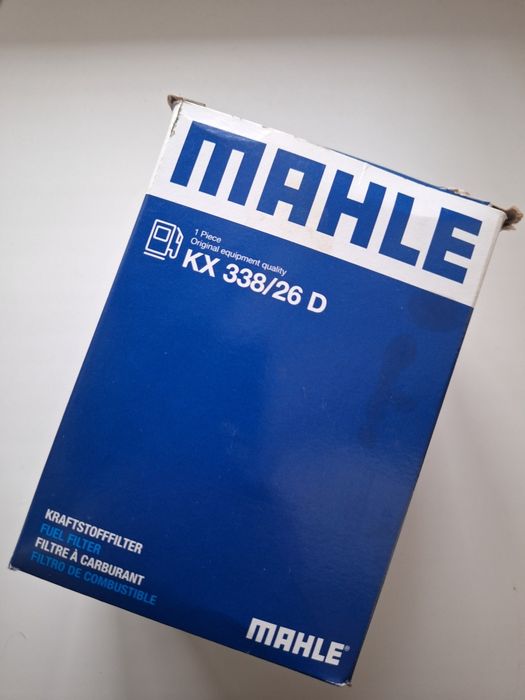 MAHLE
1 Piece
Original equipment quality
KX 338/26 D
KRAFTSTOFFFILTER
FUEL FILTER
FILTRE À CARBURANT
FILTRO DE COMBUSTIBLE
MAHLE